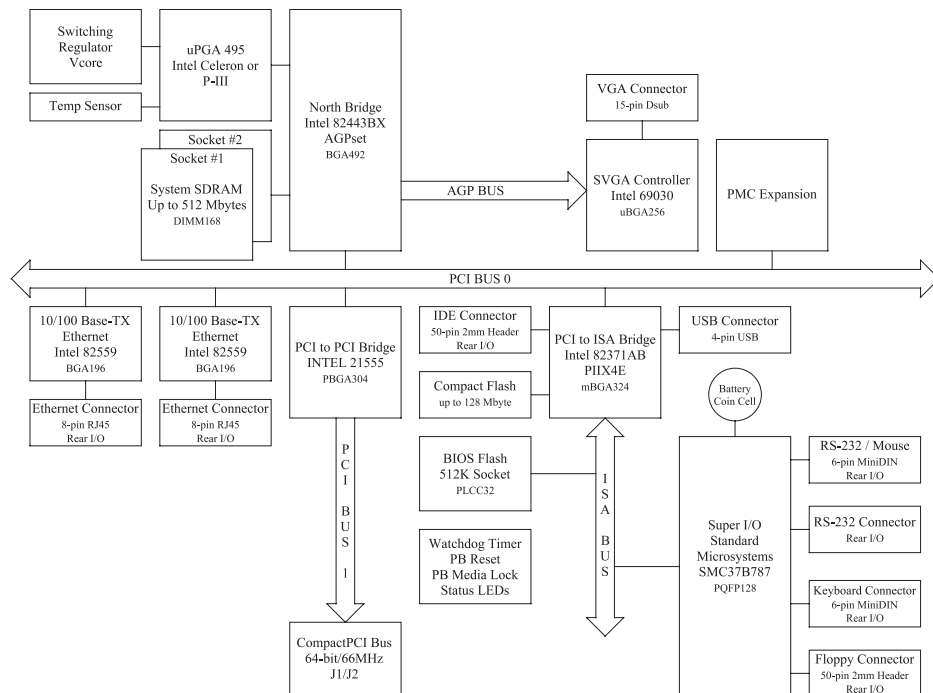 Switching
Regulator
Vcore
Temp Sensor
uPGA 495
Intel Celeron or
P-III
Socket #2
Socket #1
System SDRAM
Up to 512 Mbytes
DIMM168
North Bridge
Intel 82443BX
AGPset
BGA492
AGP BUS
VGA Connector
15-pin Dsub
SVGA Controller
Intel 69030
uBGA256
PMC Expansion
PCI BUS 0
10/100 Base-TX
Ethernet
Intel 82559
BGA196
Ethernet Connector
8-pin RJ45
Rear I/O
10/100 Base-TX
Ethernet
Intel 82559
BGA196
Ethernet Connector
8-pin RJ45
Rear I/O
PCI to PCI Bridge
INTEL 21555
PBGA304
PCI BUS 1
CompactPCI Bus
64-bit/66MHz
J1/J2
IDE Connector
50-pin 2mm Header
Rear I/O
Compact Flash
up to 128 Mbyte
BIOS Flash
512K Socket
PLCC32
Watchdog Timer
PB Reset
PB Media Lock
Status LEDs
PCI to ISA Bridge
Intel 82371AB
PIIX4E
mBGA324
ISA BUS
USB Connector
4-pin USB
Battery
Coin Cell
Super I/O
Standard
Microsystems
SMC37B787
PQFP128
RS-232 / Mouse
6-pin MiniDIN
Rear I/O
RS-232 Connector
Rear I/O
Keyboard Connector
6-pin MiniDIN
Rear I/O
Floppy Connector
50-pin 2mm Header
Rear I/O